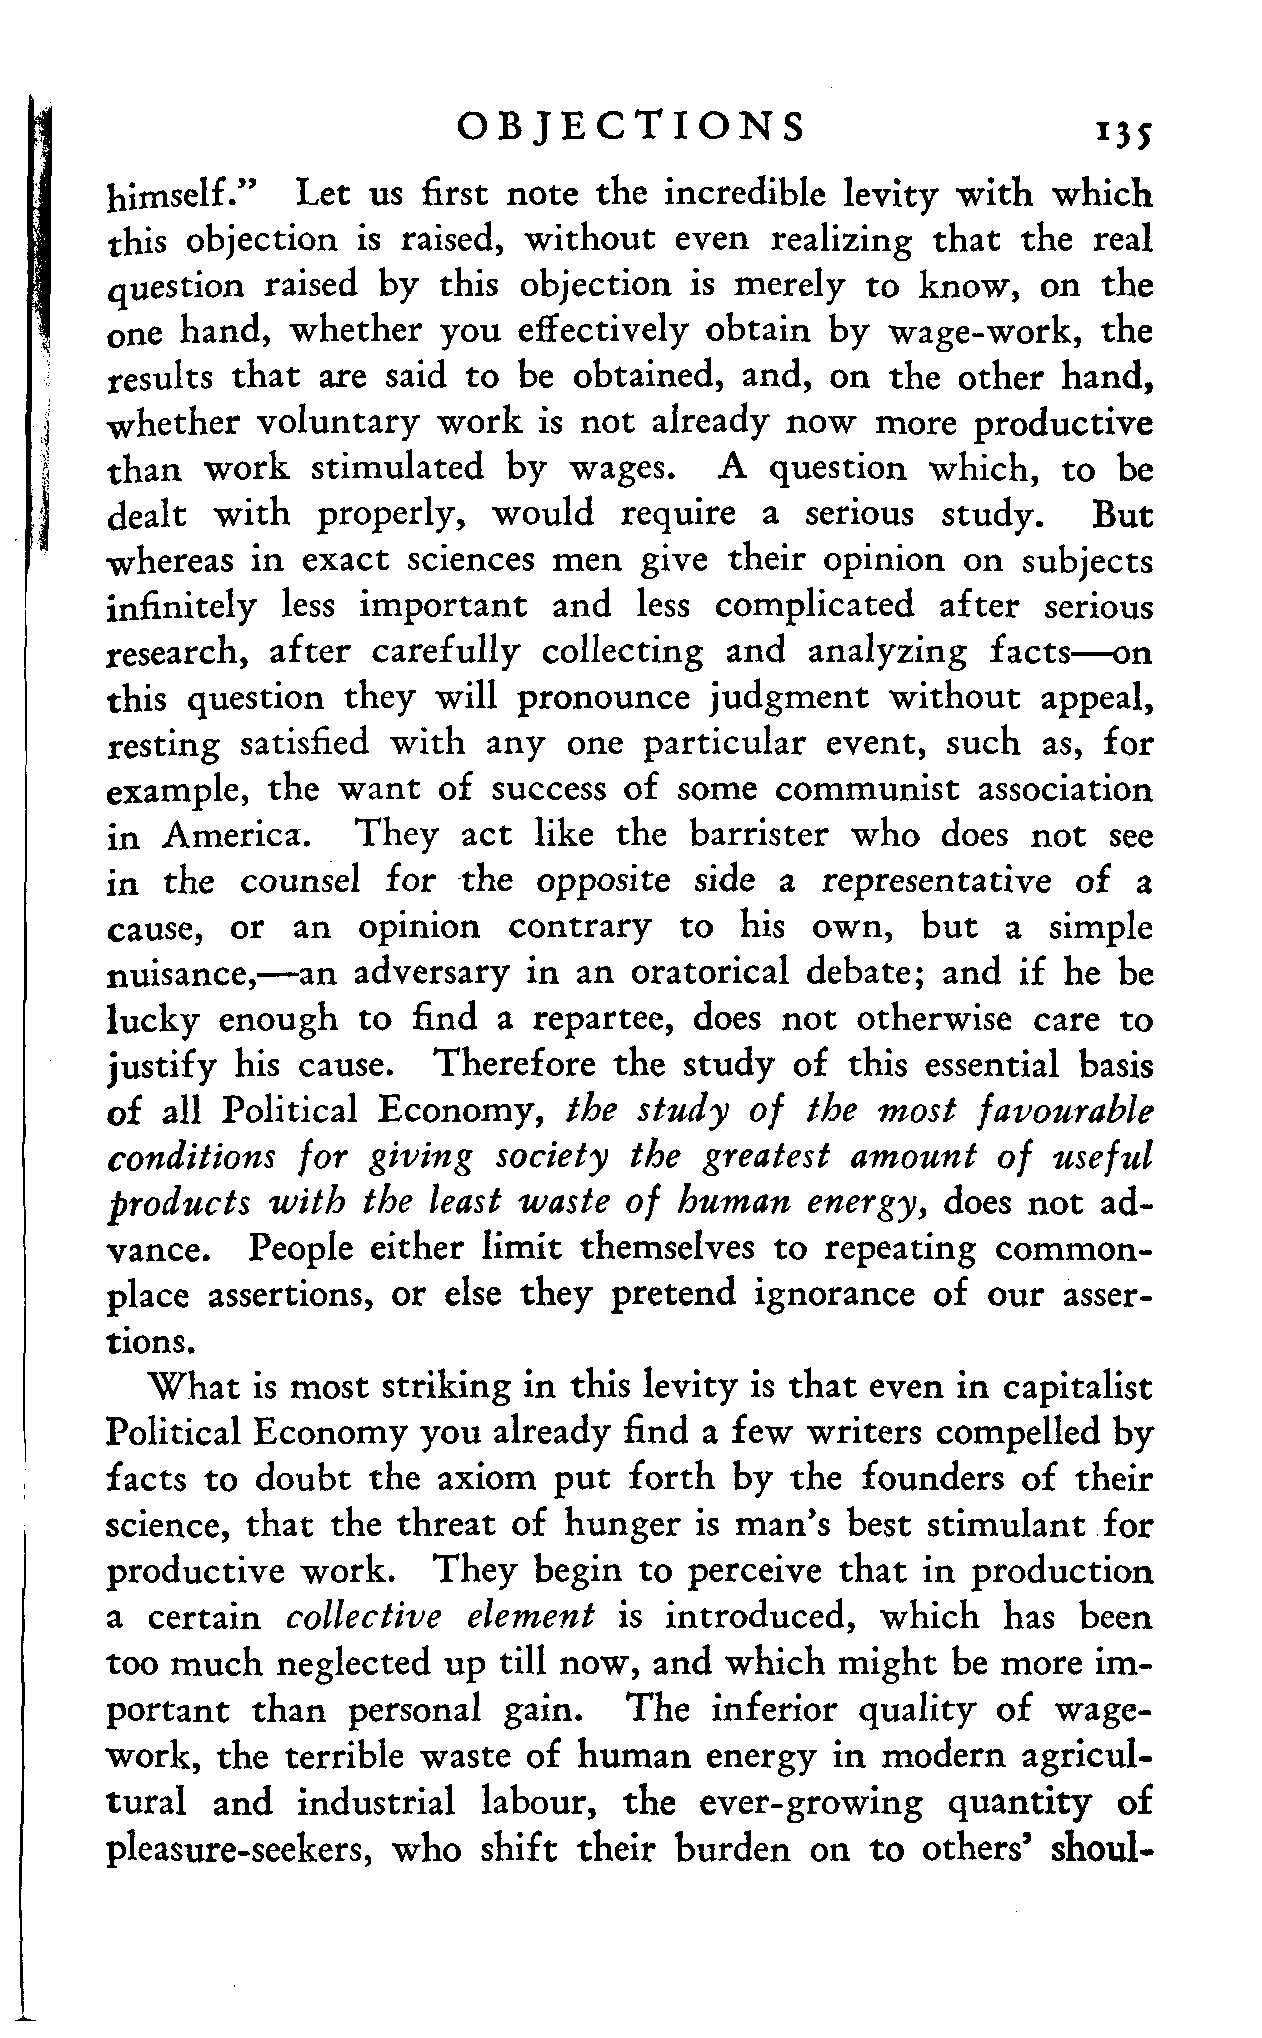 OBJECTIONS 135
himself." Let us first note the incredible levity with which
this objection is raised, without even realizing that the real
question raised by this objection is merely to know, on the
one hand, whether you effectively obtain by wage-work, the
results that are said to be obtained, and, on the other hand,
whether voluntary work is not already now more productive
than work stimulated by wages. A question which, to be
dealt with properly, would require a serious study. But
whereas in exact sciences men give their opinion on subjects
infinitely less important and less complicated after serious
research, after carefully collecting and analyzing facts—on
this question they will pronounce judgment without appeal,
resting satisfied with any one particular event, such as, for
example, the want of success of some communist association
in America. They act like the barrister who does not see
in the counsel for the opposite side a representative of a
cause, or an opinion contrary to his own, but a simple
nuisance,—an adversary in an oratorical debate; and if he be
lucky enough to find a repartee, does not otherwise care to
justify his cause. Therefore the study of this essential basis
of all Political Economy, the study of the most favourable
conditions for giving society the greatest amount of useful
products with the least waste of human energy, does not ad-
vance. People either limit themselves to repeating common-
place assertions, or else they pretend ignorance of our asser-
tions.
What is most striking in this levity is that even in capitalist
Political Economy you already find a few writers compelled by
facts to doubt the axiom put forth by the founders of their
science, that the threat of hunger is man's best stimulant for
productive work. They begin to perceive that in production
a certain collective element is introduced, which has been
too much neglected up till now, and which might be more im-
portant than personal gain. The inferior quality of wage-
work, the terrible waste of human energy in modern agricul-
tural and industrial labour, the ever-growing quantity of
pleasure-seekers, who shift their burden on to others' shoul-